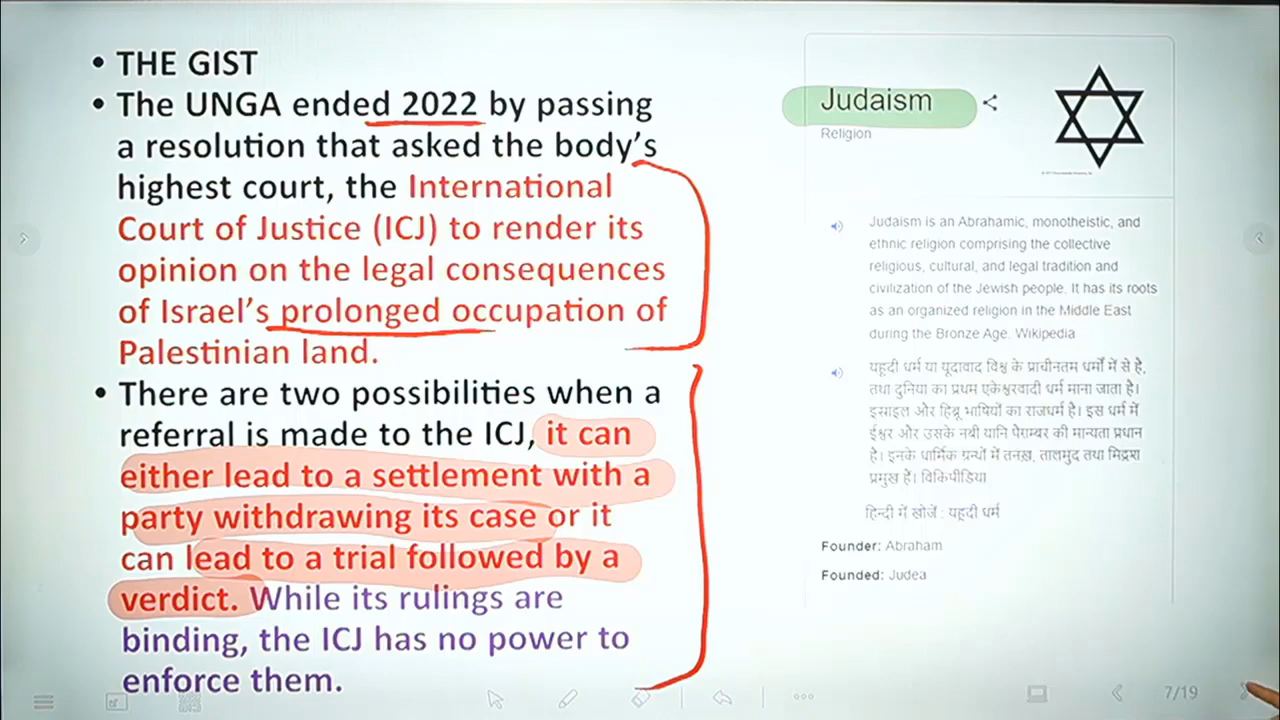 • THE GIST
• The UNGA ended 2022 by passing
a resolution that asked the body's
highest court, the International
Court of Justice (ICJ) to render its
opinion on the legal consequences
of Israel's prolonged occupation of
Palestinian land.
• There are two possibilities when a
referral is made to the ICJ, it can
either lead to a settlement with a
party withdrawing its case or it
can lead to a trial followed by a
verdict. While its rulings are
binding, the ICJ has no power to
enforce them.
Judaism
Religion
Judaism is an Abrahamic, monotheistic, and
ethnic religion comprising the collective
religious, cultural, and legal tradition and
civilization of the Jewish people. It has its roots
as an organized religion in the Middle East
during the Bronze Age. Wikipedia
यहूदी धर्म या यूदावाद विश्व के प्राचीनतम धर्मों में से है,
तथा दुनिया का प्रथम एकेश्वरवादी धर्म माना जाता है।
इस्राइल और हिब्रू भाषियों का राजधर्म है। इस धर्म में
ईश्वर और उसके नबी यानि पैग़म्बर की मान्यता प्रधान
है। इनके धार्मिक ग्रन्थों में तनख़, तालमुद तथा मिद्रश
प्रमुख हैं। विकिपीडिया
हिन्दी में खोजें : यहूदी धर्म
Founder: Abraham
Founded: Judea
7/19